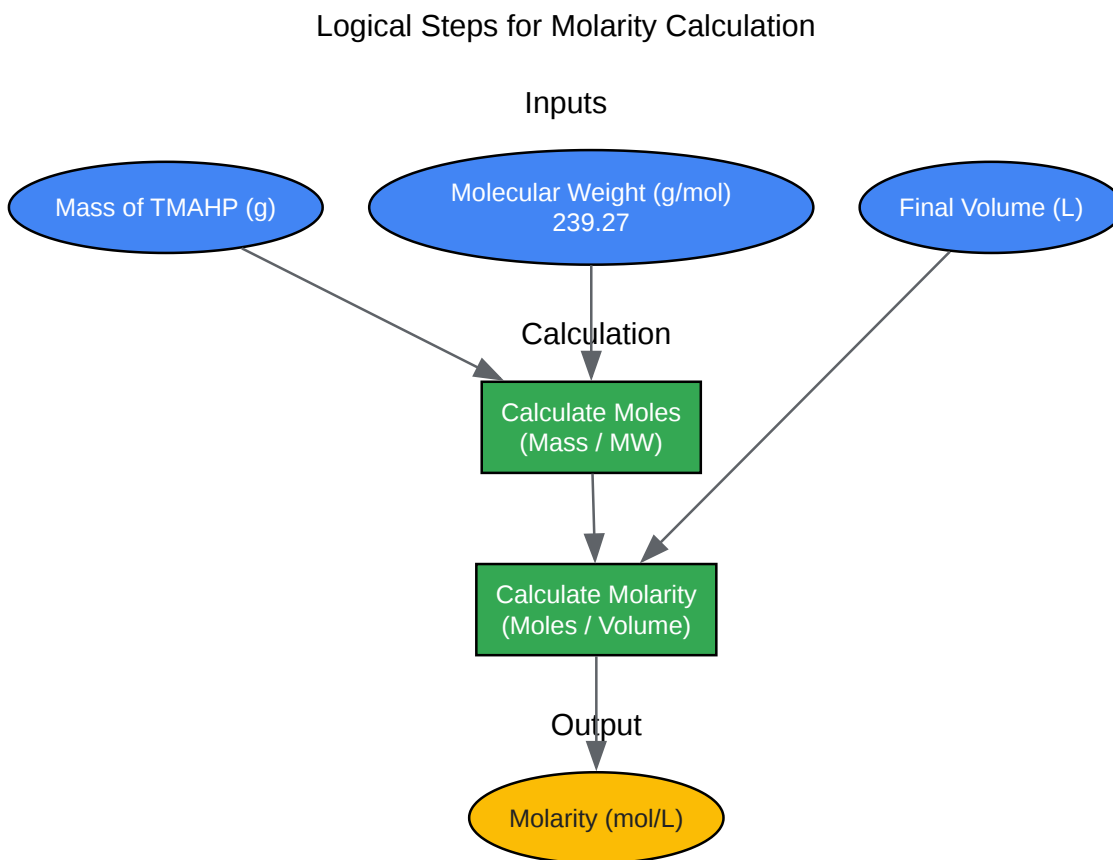 Logical Steps for Molarity Calculation
Inputs
Mass of TMAHP (g)
Molecular Weight (g/mol)
239.27
Final Volume (L)
Calculation
Calculate Moles
(Mass / MW)
Calculate Molarity
(Moles / Volume)
Output
Molarity (mol/L)